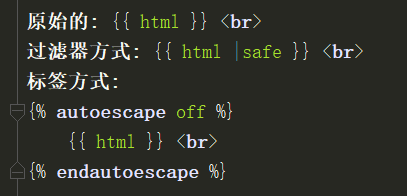 原始的: {{ html }} <br>
过滤器方式: {{ html |safe }} <br>
标签方式:
{% autoescape off %}
{{ html }} <br>
{% endautoescape %}